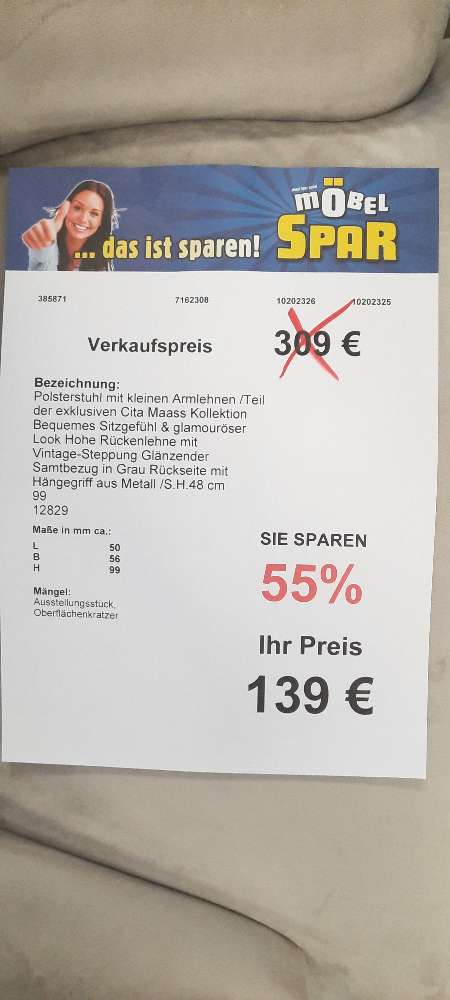 möbel
SPAR
... das ist sparen!
385871 7162308 10202326 10202325
Verkaufspreis 309 €
Bezeichnung:
Polsterstuhl mit kleinen Armlehnen /Teil
der exklusiven Cita Maass Kollektion
Bequemes Sitzgefühl & glamouröser
Look Hohe Rückenlehne mit
Vintage-Steppung Glänzender
Samtbezug in Grau Rückseite mit
Hängegriff aus Metall /S.H.48 cm
99
12829
Maße in mm ca.:
L 50
B 56
H 99
Mängel:
Ausstellungsstück,
Oberflächenkratzer
SIE SPAREN
55%
Ihr Preis
139 €